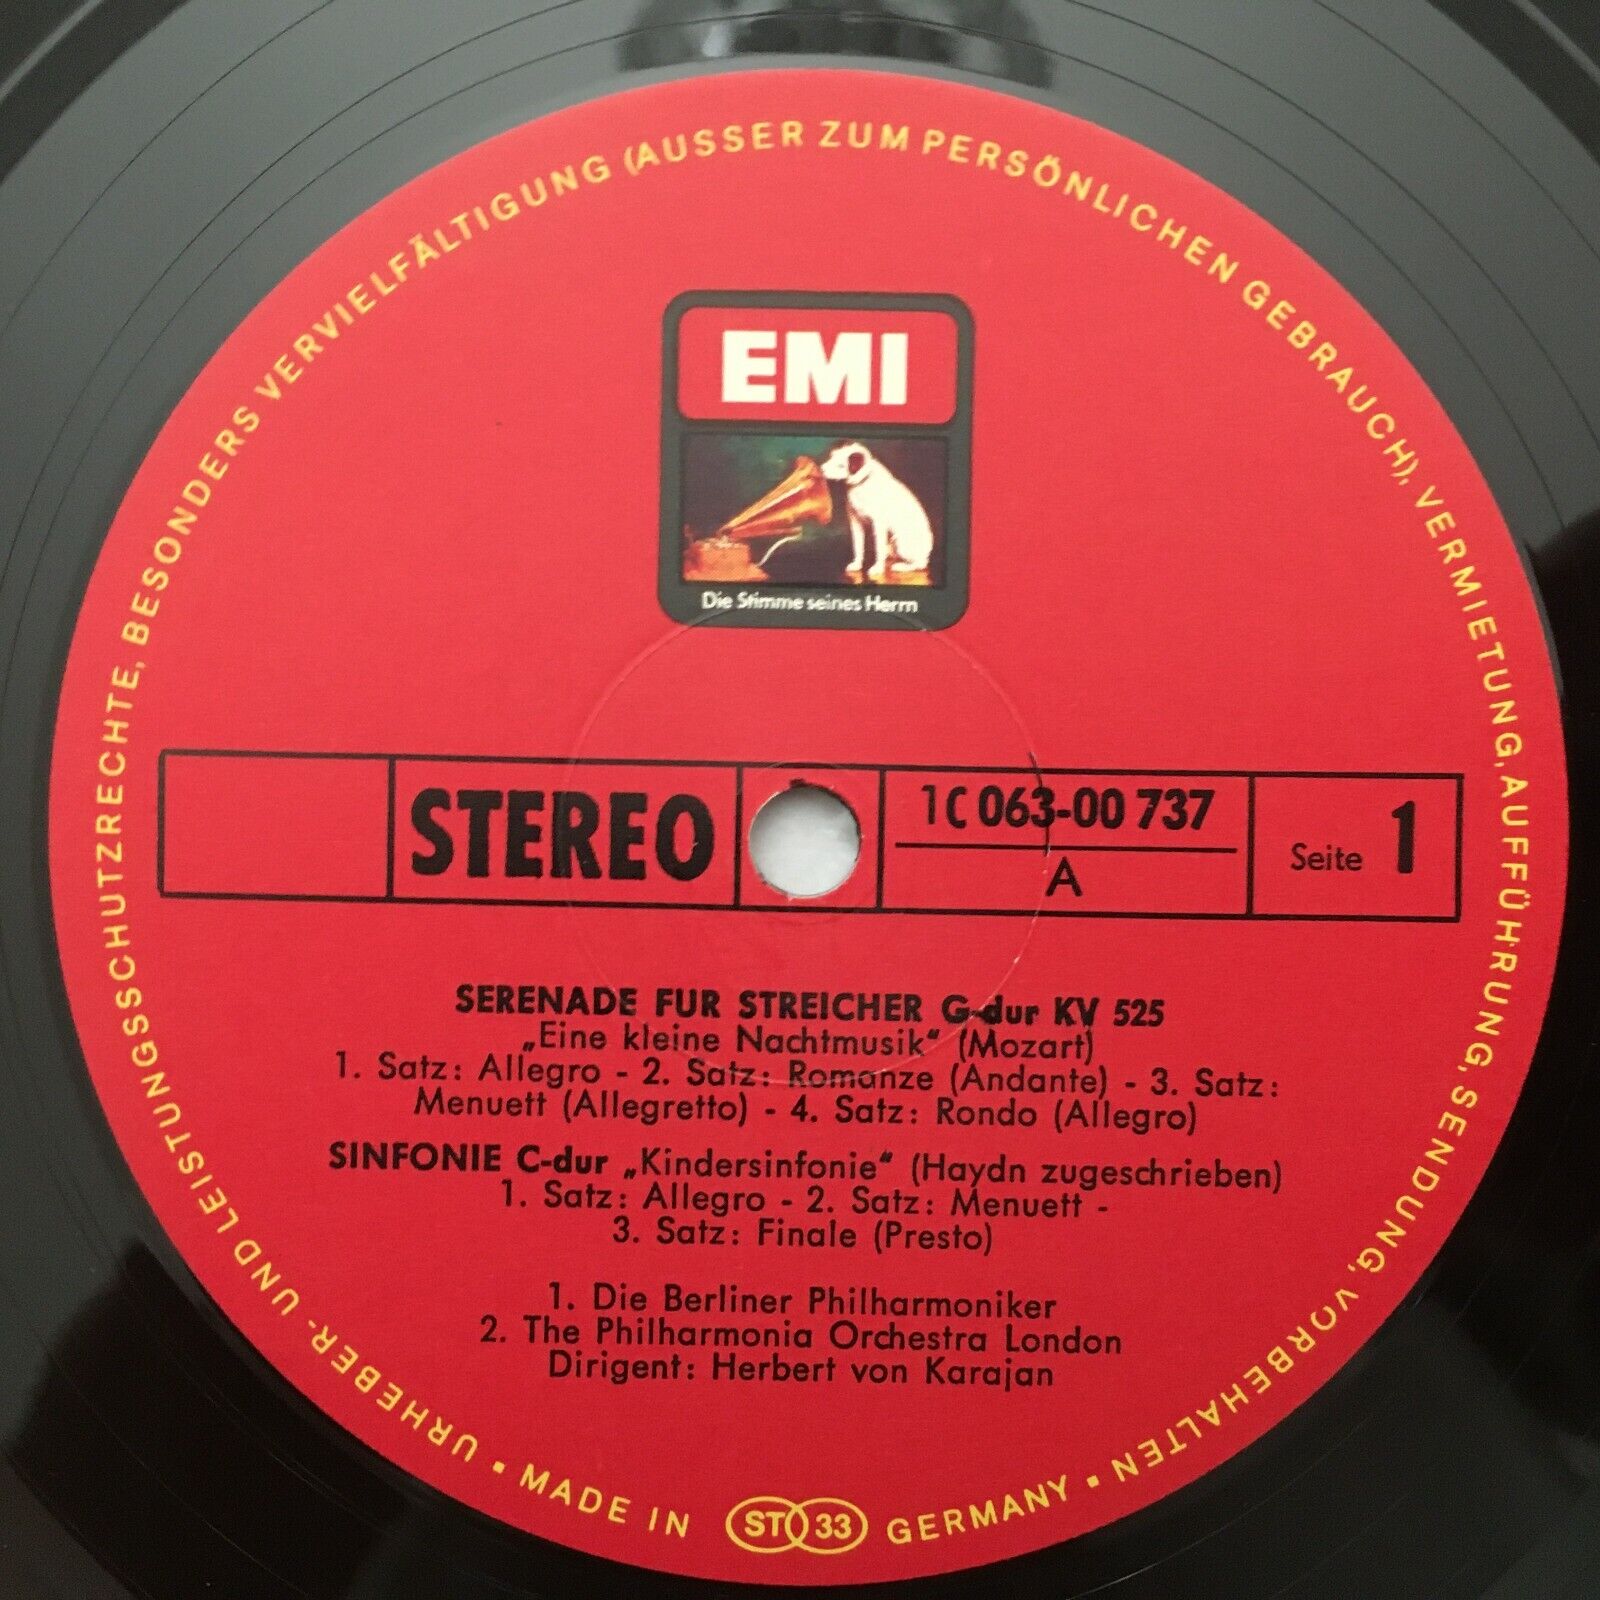 URHEBER- UND LEISTUNGSSCHUTZRECHTE, BESONDERS VERVIELFÄLTIGUNG (AUSSER ZUM PERSÖNLICHEN GEBRAUCH), VERMIETUNG, AUFFÜHRUNG, SENDUNG, VORBEHALTEN ▪
EMI
Die Stimme seines Herrn
STEREO
1C 063-00 737
A
Seite 1
SERENADE FUR STREICHER G-dur KV 525
„Eine kleine Nachtmusik“ (Mozart)
1. Satz: Allegro - 2. Satz: Romanze (Andante) - 3. Satz:
Menuett (Allegretto) - 4. Satz: Rondo (Allegro)
SINFONIE C-dur „Kindersinfonie“ (Haydn zugeschrieben)
1. Satz: Allegro - 2. Satz: Menuett -
3. Satz: Finale (Presto)
1. Die Berliner Philharmoniker
2. The Philharmonia Orchestra London
Dirigent: Herbert von Karajan
▪ MADE IN ST 33 GERMANY